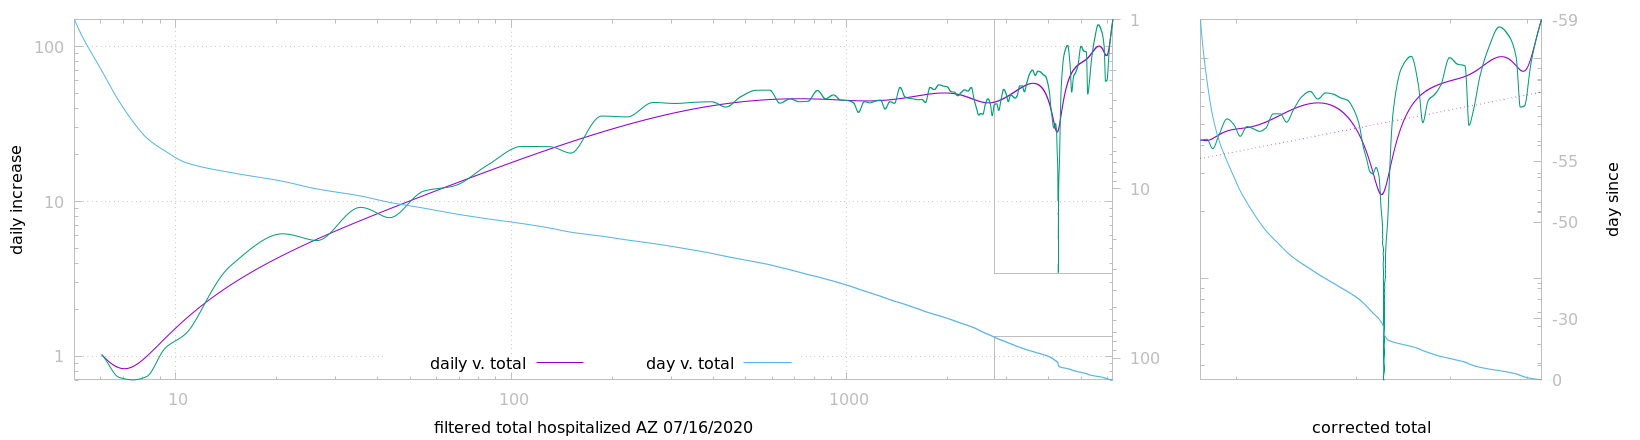 daily increase
100
10
1
10
100
1000
filtered total hospitalized AZ 07/16/2020
daily v. total
day v. total
1
10
100
-59
-55
-50
-30
0
day since
corrected total